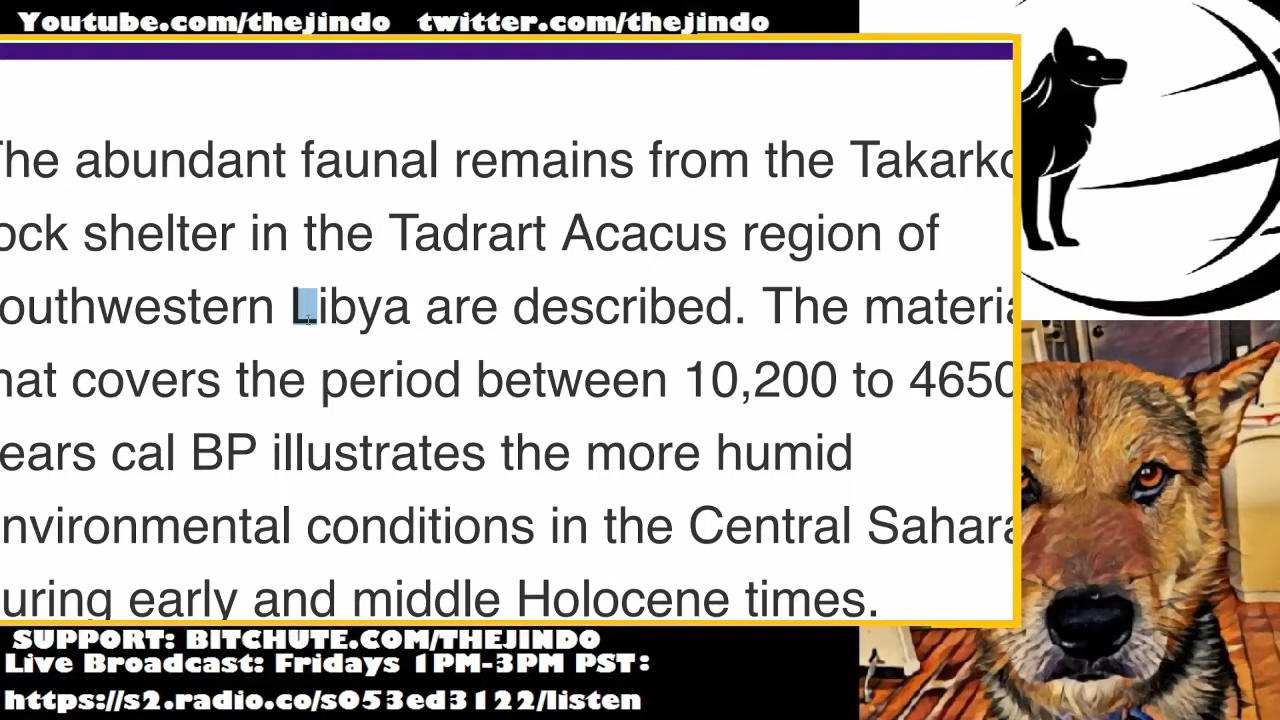 Youtube.com/thejindo twitter.com/thejindo
The abundant faunal remains from the Takarko
ock shelter in the Tadrart Acacus region of
outhwestern Libya are described. The materia
hat covers the period between 10,200 to 4650
ears cal BP illustrates the more humid
nvironmental conditions in the Central Sahara
uring early and middle Holocene times.
SUPPORT: BITCHUTE.COM/THEJINDO
Live Broadcast: Fridays 1PM-3PM PST:
https://s2.radio.co/s053ed3122/listen